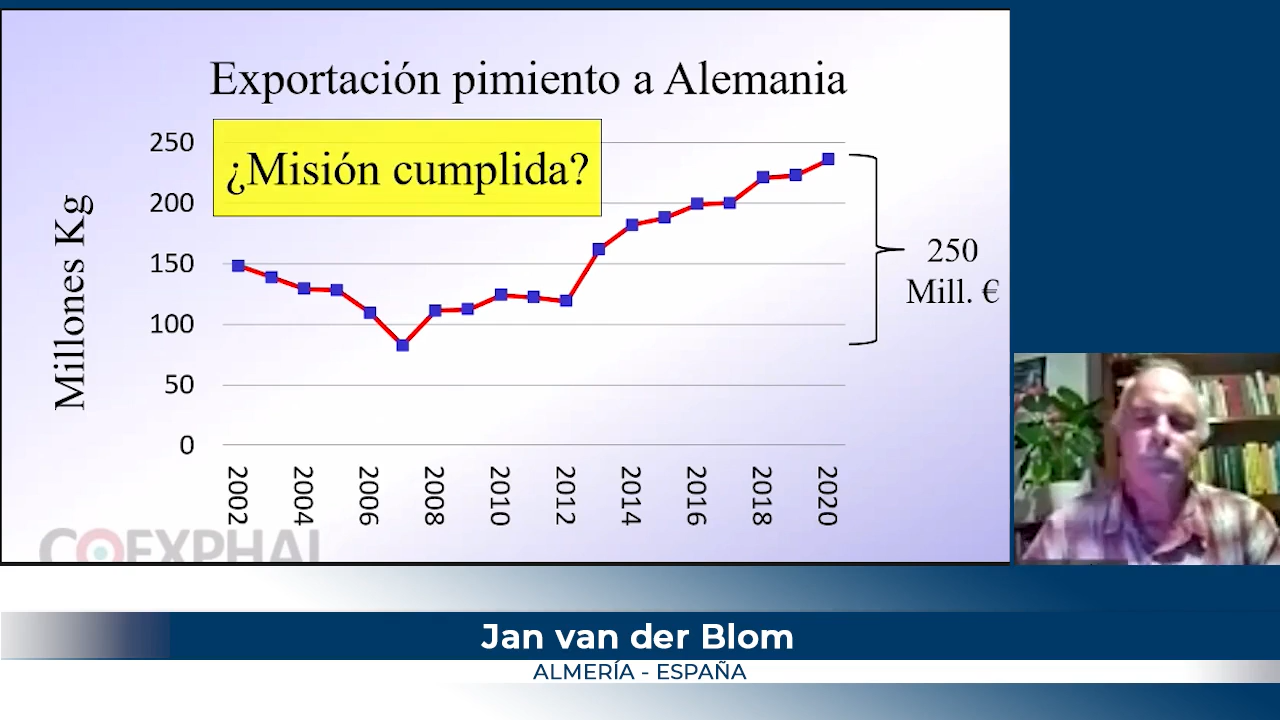 Exportación pimiento a Alemania
¿Misión cumplida?
Millones Kg
250
200
150
100
50
0
2002
2004
2006
2008
2010
2012
2014
2016
2018
2020
250
Mill. €
COEXPHAL
Jan van der Blom
ALMERÍA - ESPAÑA